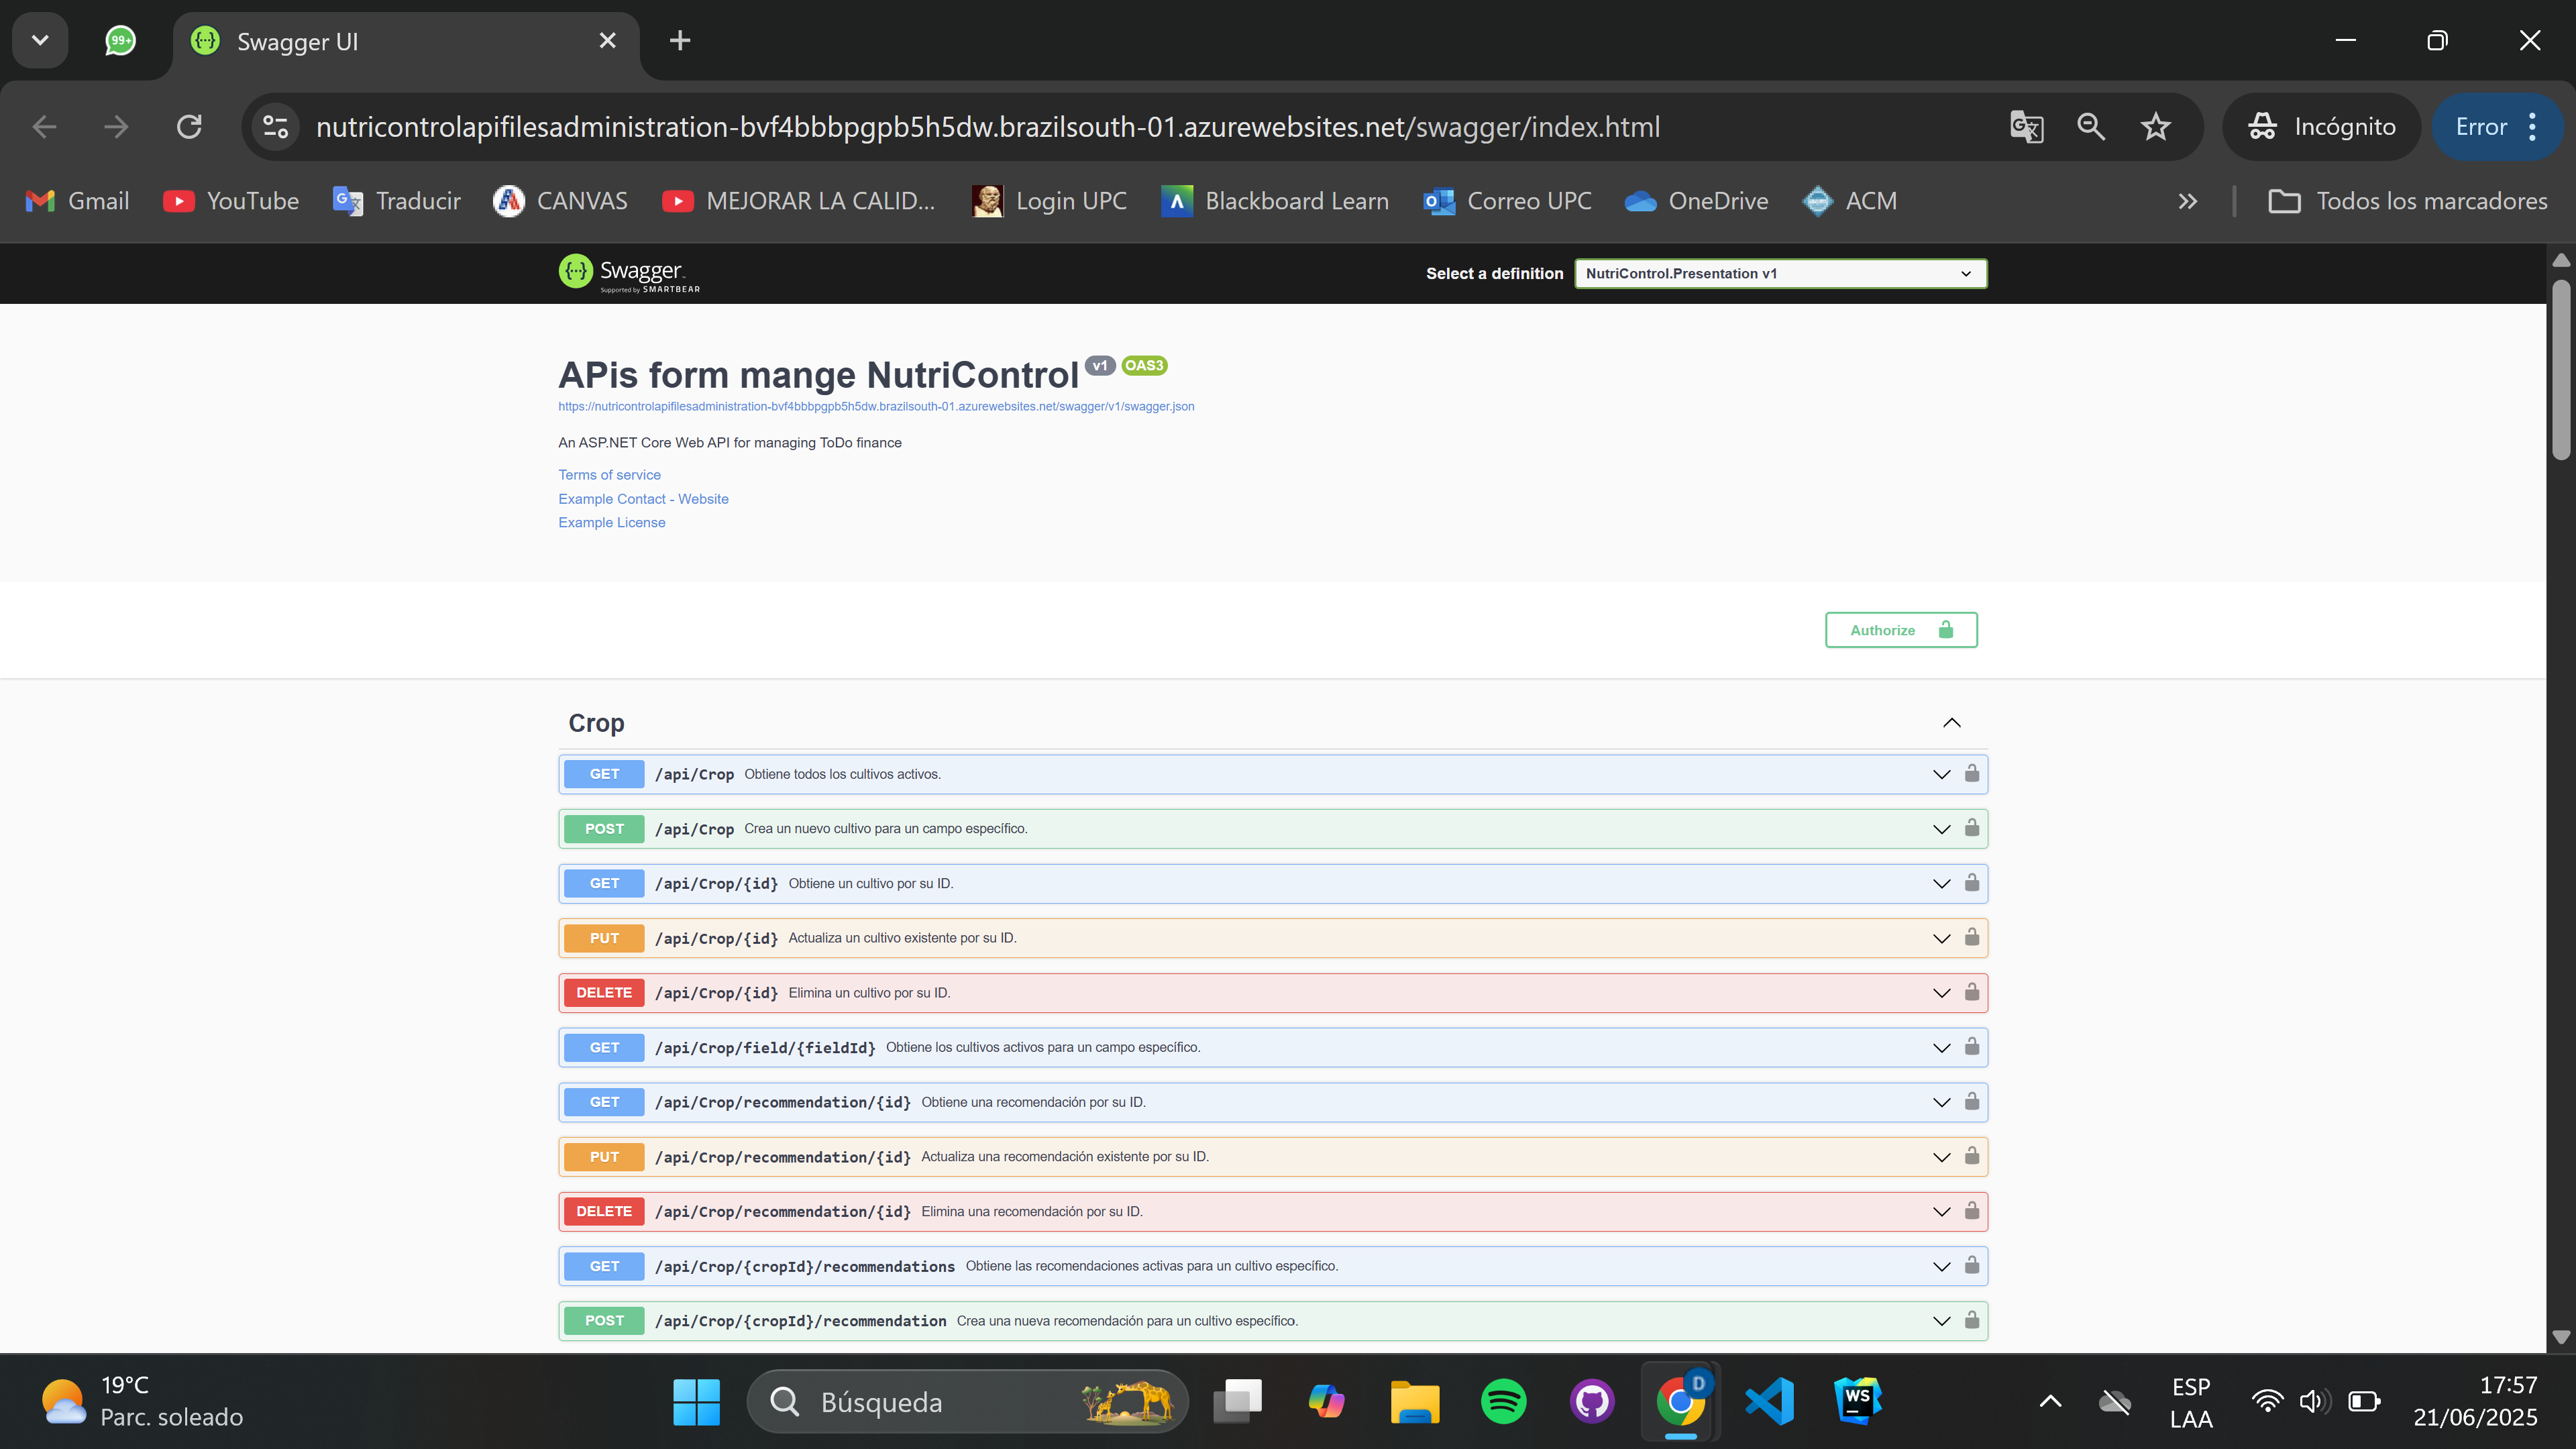 99+
Swagger UI
nutricontrolapifilesadministration-bvf4bbbpgpb5h5dw.brazilsouth-01.azurewebsites.net/swagger/index.html
Incógnito
Error
Gmail
YouTube
Traducir
CANVAS
MEJORAR LA CALID...
Login UPC
Blackboard Learn
Correo UPC
OneDrive
ACM
Todos los marcadores
Swagger
Supported by SMARTBEAR
Select a definition
NutriControl.Presentation v1
APis form mange NutriControl v1 OAS3
https://nutricontrolapifilesadministration-bvf4bbbpgpb5h5dw.brazilsouth-01.azurewebsites.net/swagger/v1/swagger.json
An ASP.NET Core Web API for managing ToDo finance
Terms of service
Example Contact - Website
Example License
Authorize
Crop
GET /api/Crop Obtiene todos los cultivos activos.
POST /api/Crop Crea un nuevo cultivo para un campo específico.
GET /api/Crop/{id} Obtiene un cultivo por su ID.
PUT /api/Crop/{id} Actualiza un cultivo existente por su ID.
DELETE /api/Crop/{id} Elimina un cultivo por su ID.
GET /api/Crop/field/{fieldId} Obtiene los cultivos activos para un campo específico.
GET /api/Crop/recommendation/{id} Obtiene una recomendación por su ID.
PUT /api/Crop/recommendation/{id} Actualiza una recomendación existente por su ID.
DELETE /api/Crop/recommendation/{id} Elimina una recomendación por su ID.
GET /api/Crop/{cropId}/recommendations Obtiene las recomendaciones activas para un cultivo específico.
POST /api/Crop/{cropId}/recommendation Crea una nueva recomendación para un cultivo específico.
19°C
Parc. soleado
Búsqueda
D
WS
ESP
LAA
17:57
21/06/2025